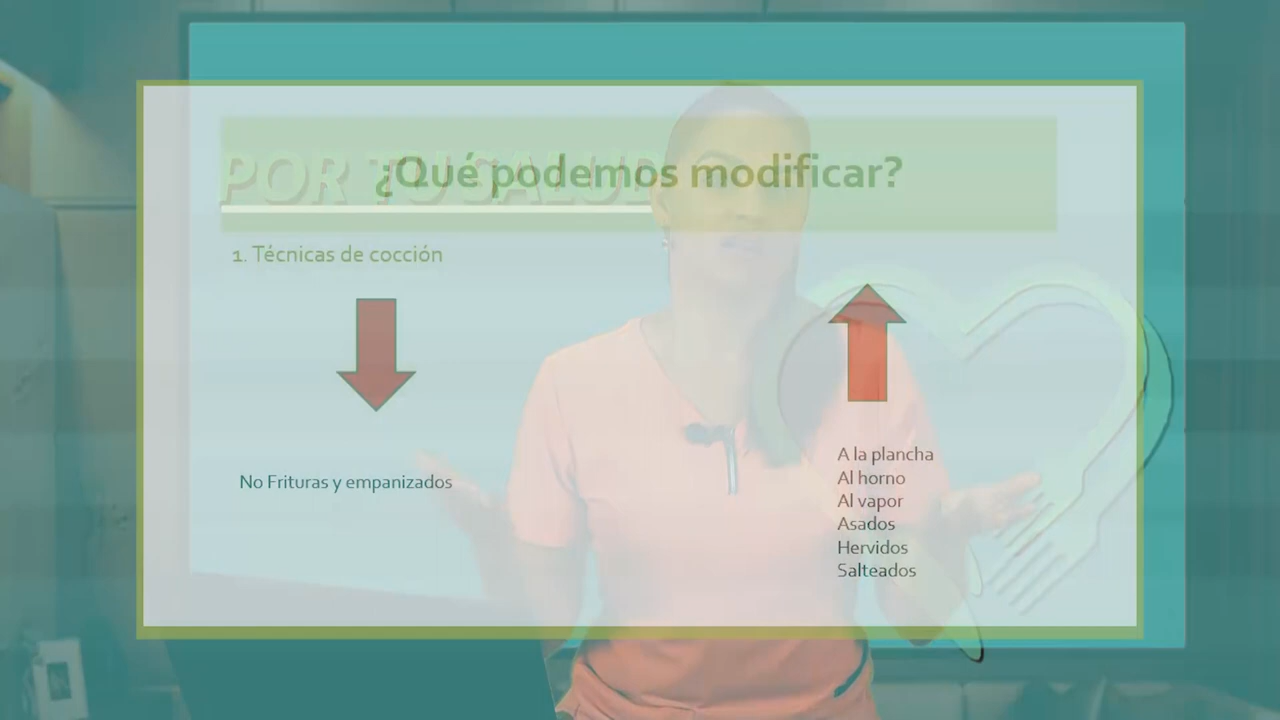 POR TU SALUD
¿Qué podemos modificar?
1. Técnicas de cocción
No Frituras y empanizados
A la plancha
Al horno
Al vapor
Asados
Hervidos
Salteados